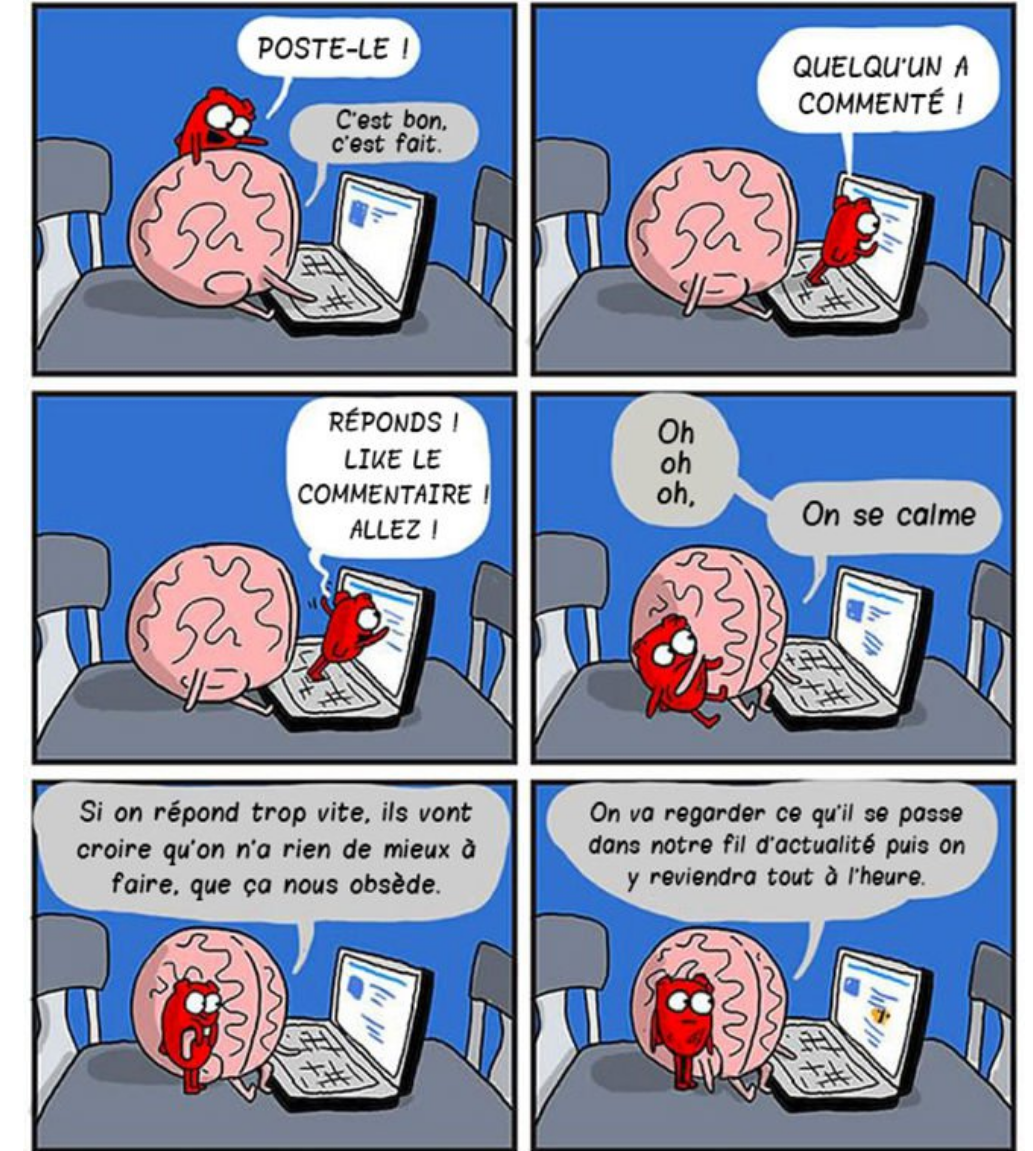 POSTE-LE !
C'est bon,
c'est fait.
QUELQU'UN A
COMMENTÉ !
RÉPONDS !
LIKE LE
COMMENTAIRE !
ALLEZ !
Oh
oh
oh,
On se calme
Si on répond trop vite, ils vont
croire qu'on n'a rien de mieux à
faire, que ça nous obsède.
On va regarder ce qu'il se passe
dans notre fil d'actualité puis on
y reviendra tout à l'heure.